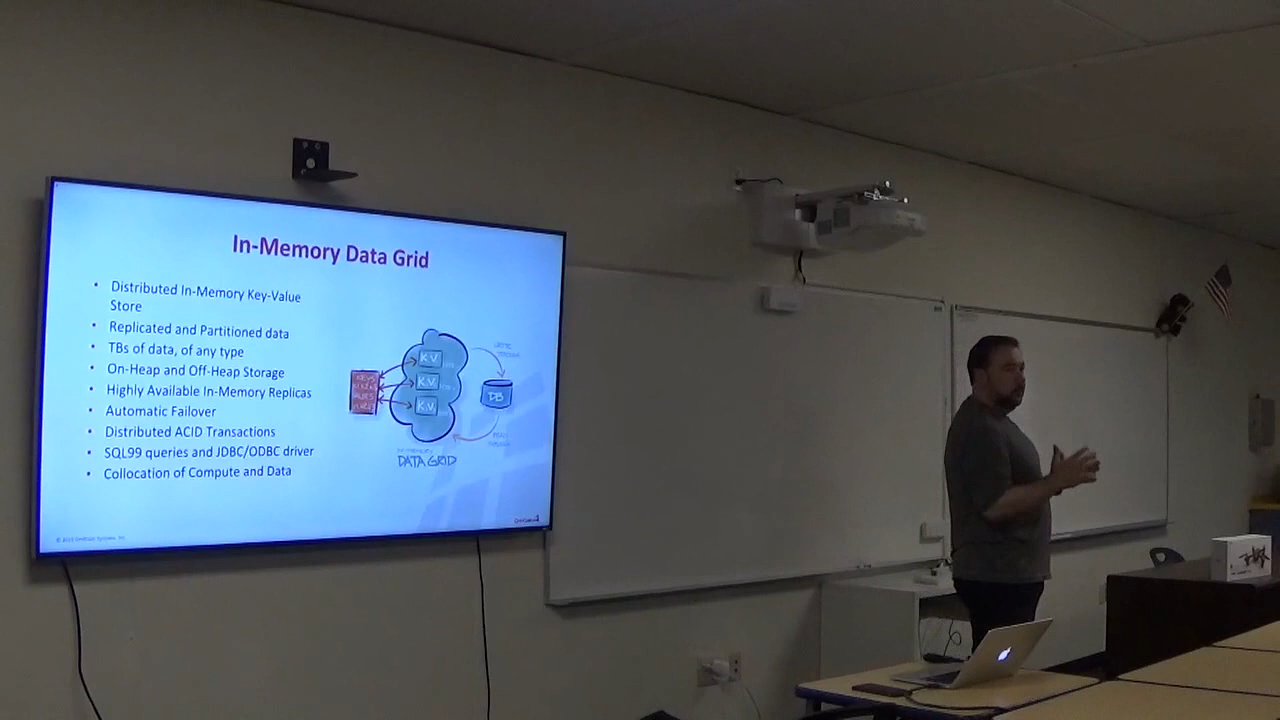 In-Memory Data Grid
• Distributed In-Memory Key-Value
Store
• Replicated and Partitioned data
• TBs of data, of any type
• On-Heap and Off-Heap Storage
• Highly Available In-Memory Replicas
• Automatic Failover
• Distributed ACID Transactions
• SQL99 queries and JDBC/ODBC driver
• Collocation of Compute and Data
K.V
K.V
K.V
DB
DATA GRID